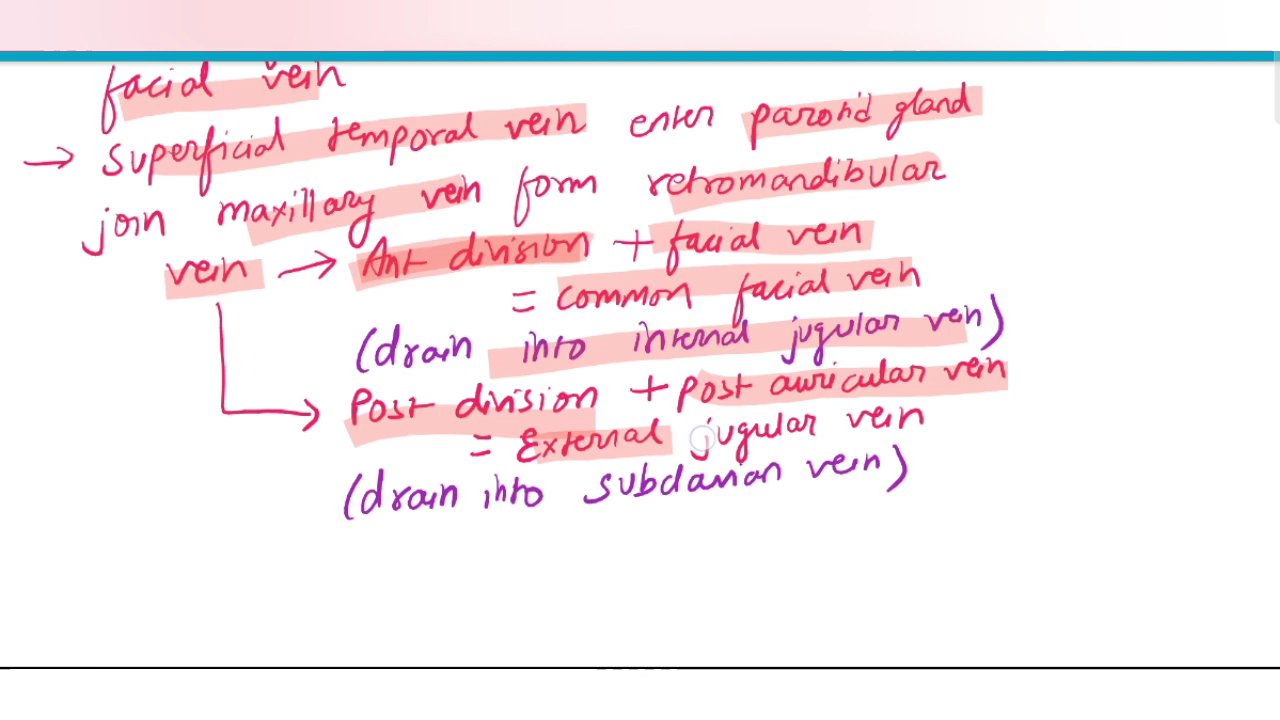 facial vein
→ superficial temporal vein enter parotid gland
join maxillary vein form retromandibular
vein → Ant division + facial vein
= common facial vein
(drain into internal jugular vein)
Post division + post auricular vein
= External jugular vein
(drain into subclavian vein)